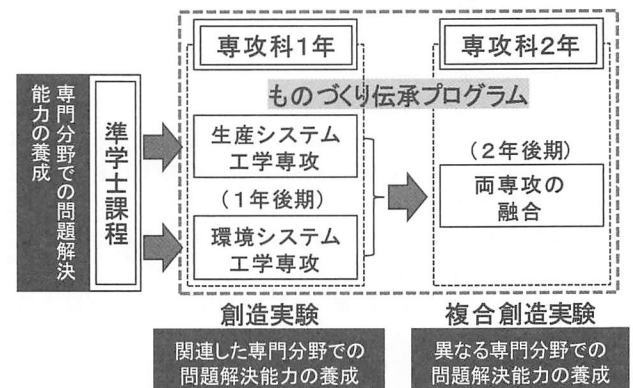 専門分野での問題解決
能力の養成
準学士課程
専攻科1年
専攻科2年
ものづくり伝承プログラム
生産システム
工学専攻
(1年後期)
環境システム
工学専攻
(2年後期)
両専攻の
融合
創造実験
関連した専門分野での
問題解決能力の養成
複合創造実験
異なる専門分野での
問題解決能力の養成